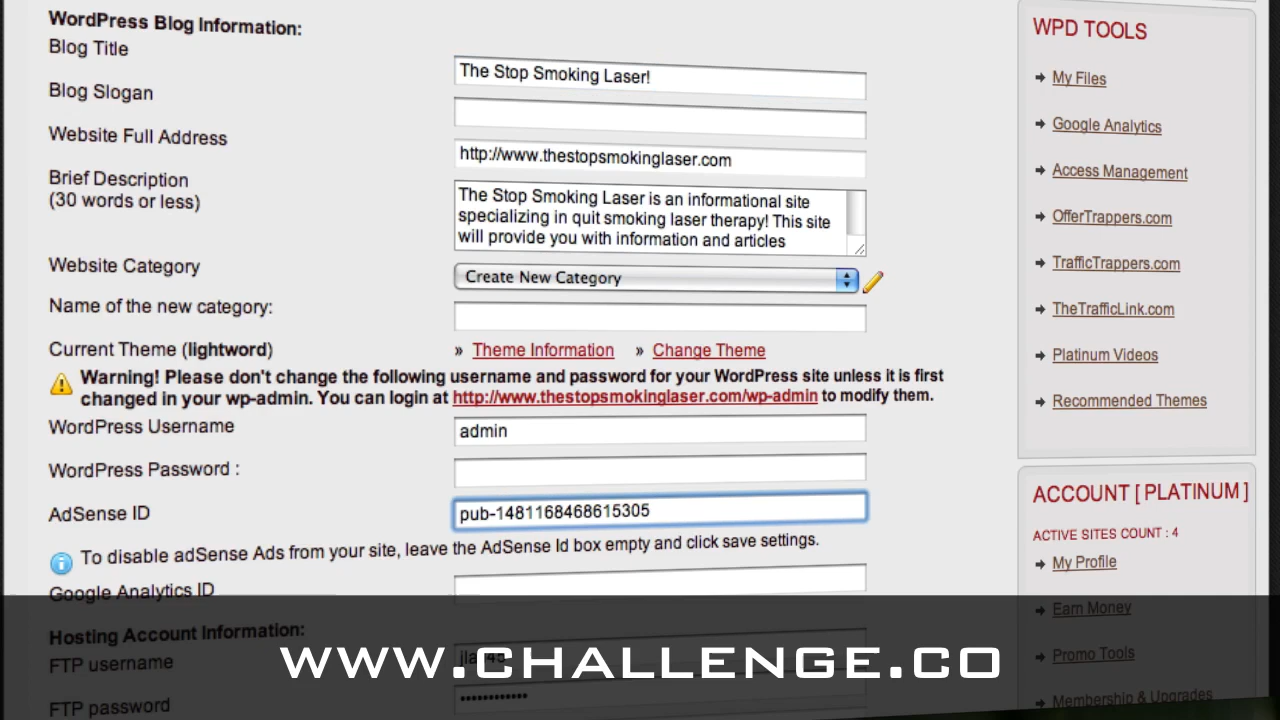 WordPress Blog Information:
Blog Title
The Stop Smoking Laser!
Blog Slogan
Website Full Address
http://www.thestopsmokinglaser.com
Brief Description
(30 words or less)
The Stop Smoking Laser is an informational site
specializing in quit smoking laser therapy! This site
will provide you with information and articles
Website Category
Create New Category
Name of the new category:
Current Theme (lightword)
» Theme Information » Change Theme
Warning! Please don't change the following username and password for your WordPress site unless it is first
changed in your wp-admin. You can login at http://www.thestopsmokinglaser.com/wp-admin to modify them.
WordPress Username
admin
WordPress Password :
AdSense ID
pub-1481168468615305
To disable adSense Ads from your site, leave the AdSense Id box empty and click save settings.
Google Analytics ID
Hosting Account Information:
FTP username
FTP password
••••••••••••
WPD TOOLS
My Files
Google Analytics
Access Management
OfferTrappers.com
TrafficTrappers.com
TheTrafficLink.com
Platinum Videos
Recommended Themes
ACCOUNT [ PLATINUM ]
ACTIVE SITES COUNT : 4
My Profile
Earn Money
Promo Tools
Membership & Upgrades
WWW.CHALLENGE.CO